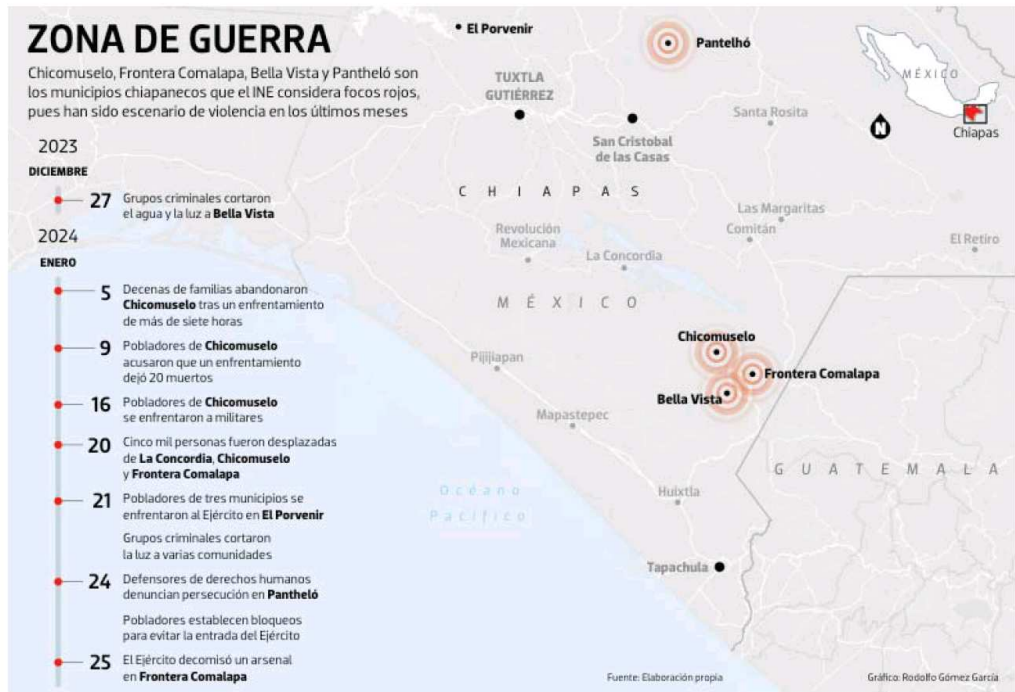 ZONA DE GUERRA
Chicomuselo, Frontera Comalapa, Bella Vista y Pantheló son
los municipios chiapanecos que el INE considera focos rojos,
pues han sido escenario de violencia en los últimos meses
2023
DICIEMBRE
27 Grupos criminales cortaron
el agua y la luz a Bella Vista
2024
ENERO
5 Decenas de familias abandonaron
Chicomuselo tras un enfrentamiento
de más de siete horas
9 Pobladores de Chicomuselo
acusaron que un enfrentamiento
dejó 20 muertos
16 Pobladores de Chicomuselo
se enfrentaron a militares
20 Cinco mil personas fueron desplazadas
de La Concordia, Chicomuselo
y Frontera Comalapa
21 Pobladores de tres municipios se
enfrentaron al Ejército en El Porvenir
Grupos criminales cortaron
la luz a varias comunidades
24 Defensores de derechos humanos
denuncian persecución en Pantheló
Pobladores establecen bloqueos
para evitar la entrada del Ejército
25 El Ejército decomisó un arsenal
en Frontera Comalapa
El Porvenir
Pantelhó
TUXTLA
GUTIÉRREZ
San Cristobal
de las Casas
Santa Rosita
MÉXICO
N
Chiapas
CHIAPAS
Las Margaritas
Comitán
El Retiro
Revolución
Mexicana
La Concordia
MÉXICO
Chicomuselo
Frontera Comalapa
Bella Vista
Pijijiapan
Mapastepec
GUATEMALA
Océano
Pacífico
Huixtla
Tapachula
Fuente: Elaboración propia
Gráfico: Rodolfo Gómez García